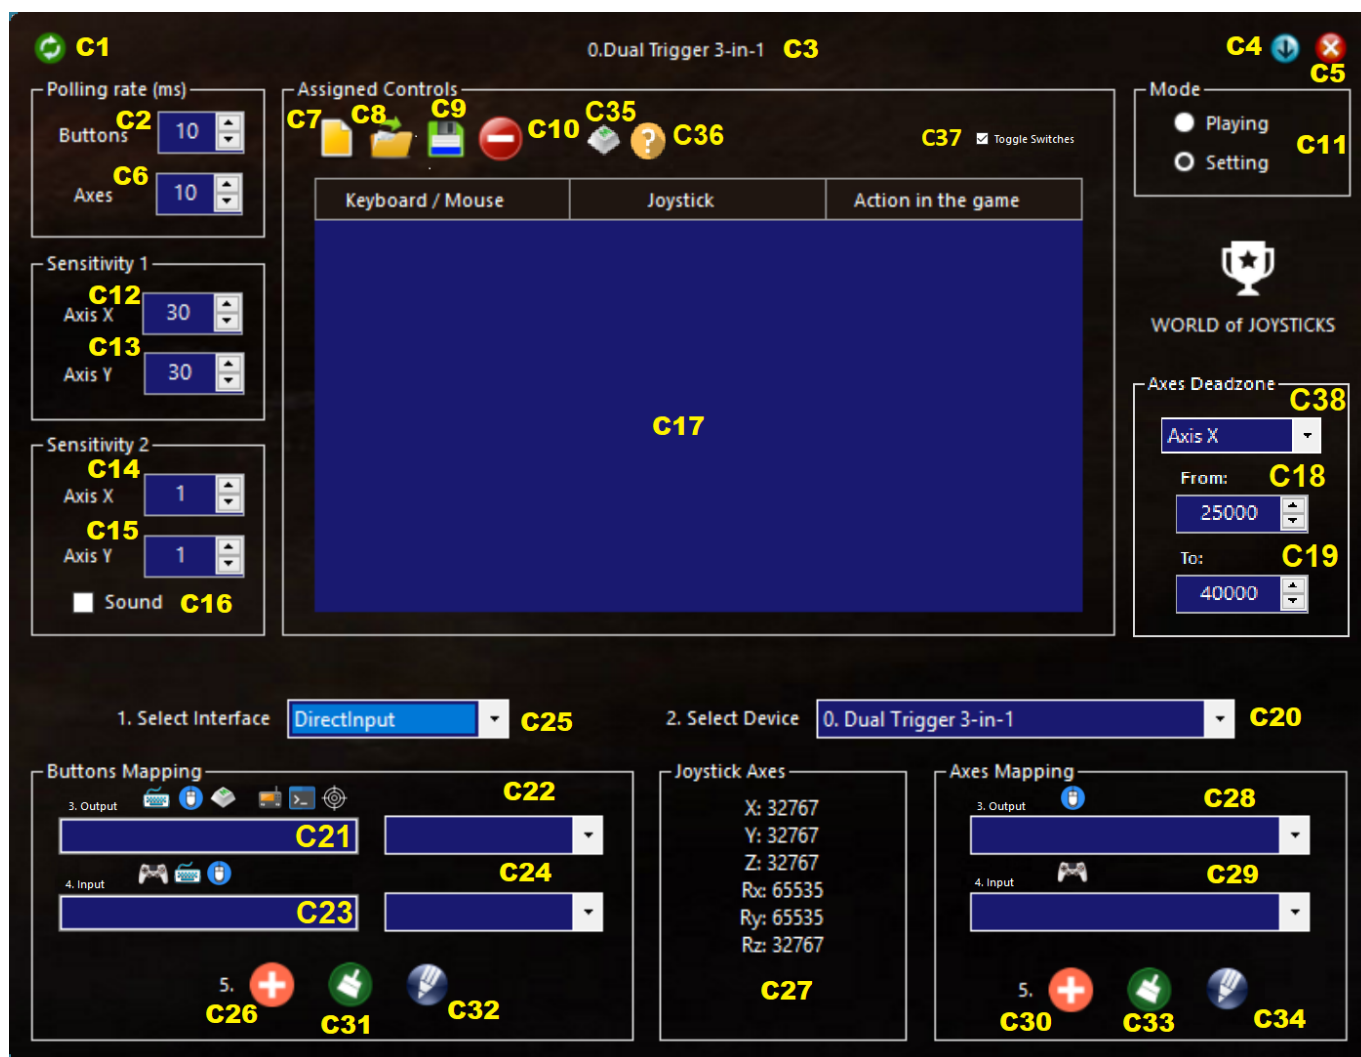 C1
0.Dual Trigger 3-in-1 C3
C4
C5
Polling rate (ms)
C2
Buttons 10
C6
Axes 10
Assigned Controls
C7 C8 C9 C10 C35 C36
C37 Toggle Switches
Keyboard / Mouse Joystick Action in the game
C17
Mode
Playing
Setting
C11
WORLD of JOYSTICKS
Sensitivity 1
C12
Axis X 30
C13
Axis Y 30
Sensitivity 2
C14
Axis X 1
C15
Axis Y 1
Sound C16
Axes Deadzone
C38
Axis X
From: C18
25000
To: C19
40000
1. Select Interface DirectInput C25
2. Select Device 0. Dual Trigger 3-in-1 C20
Buttons Mapping
3. Output
C22
C21
4. Input
C24
C23
5.
C26 C31 C32
Joystick Axes
X: 32767
Y: 32767
Z: 32767
Rx: 65535
Ry: 65535
Rz: 32767
C27
Axes Mapping
3. Output
C28
4. Input
C29
5.
C30 C33 C34